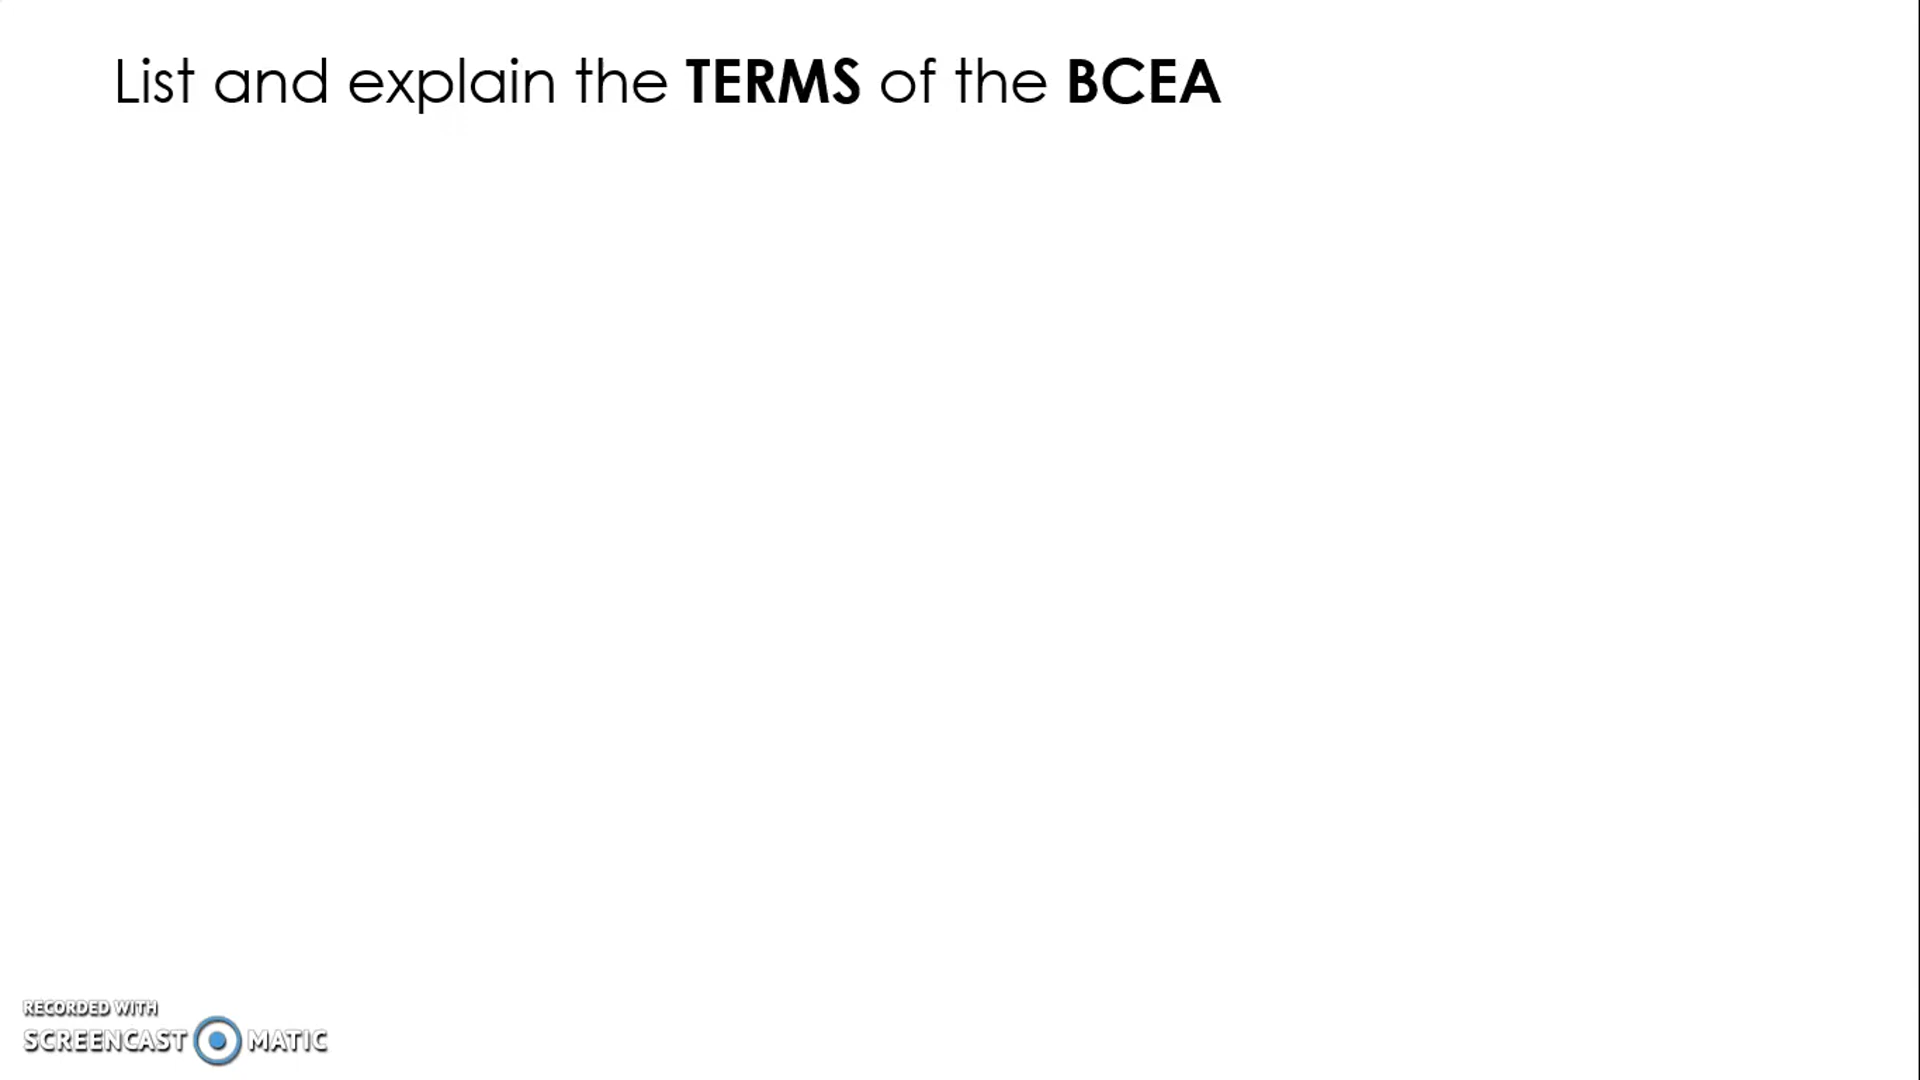 List and explain the TERMS of the BCEA
RECORDED WITH
SCREENCAST MATIC